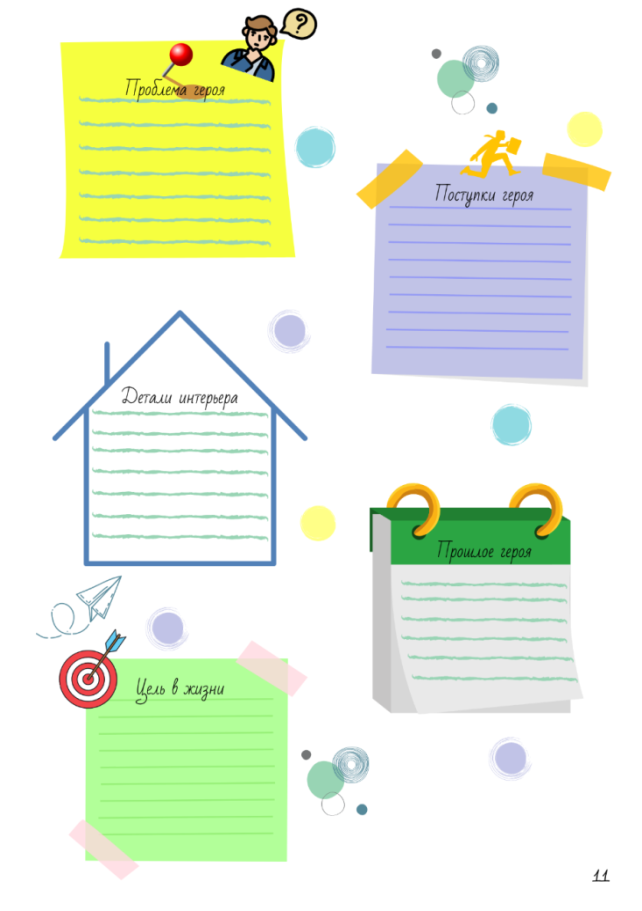 ?
Проблема героя
Поступки героя
Детали интерьера
Прошлое героя
Цель в жизни
11